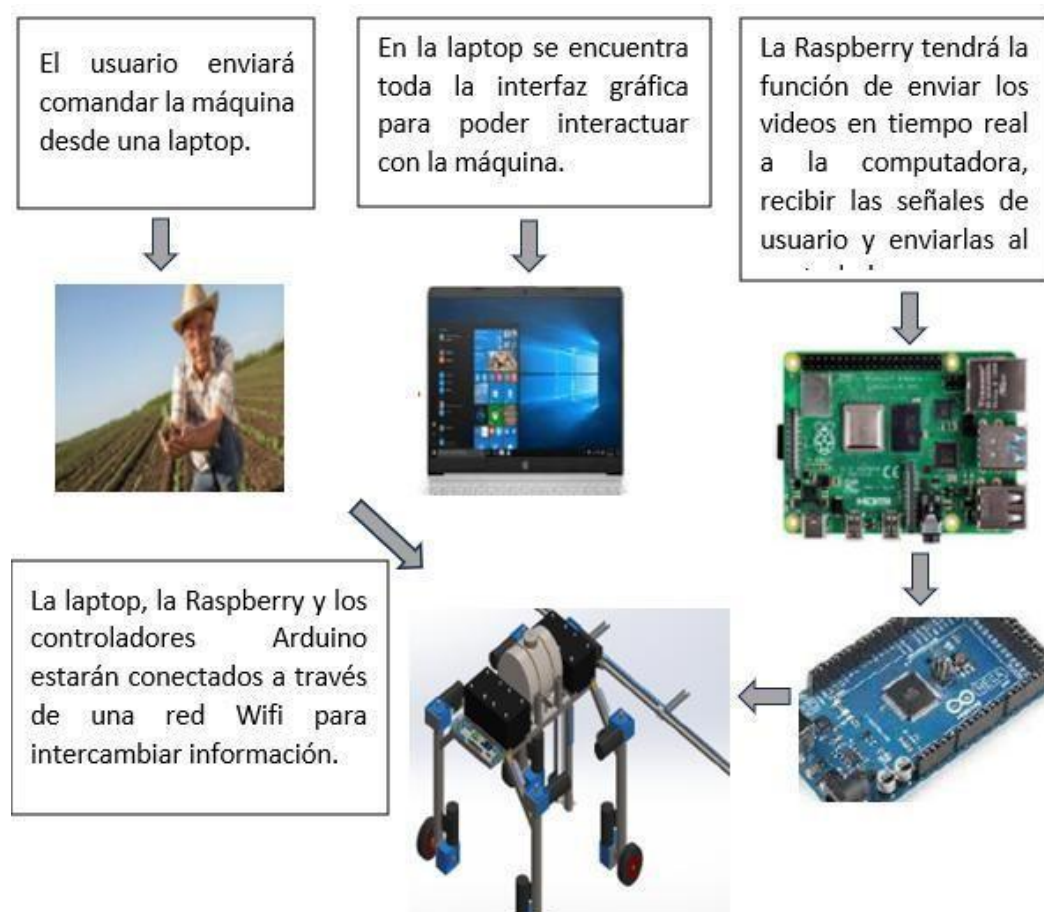 El usuario enviará
comandar la máquina
desde una laptop.
En la laptop se encuentra
toda la interfaz gráfica
para poder interactuar
con la máquina.
La Raspberry tendrá la
función de enviar los
videos en tiempo real
a la computadora,
recibir las señales de
usuario y enviarlas al
HDMI
La laptop, la Raspberry y los
controladores Arduino
estarán conectados a través
de una red Wifi para
intercambiar información.
MEGA